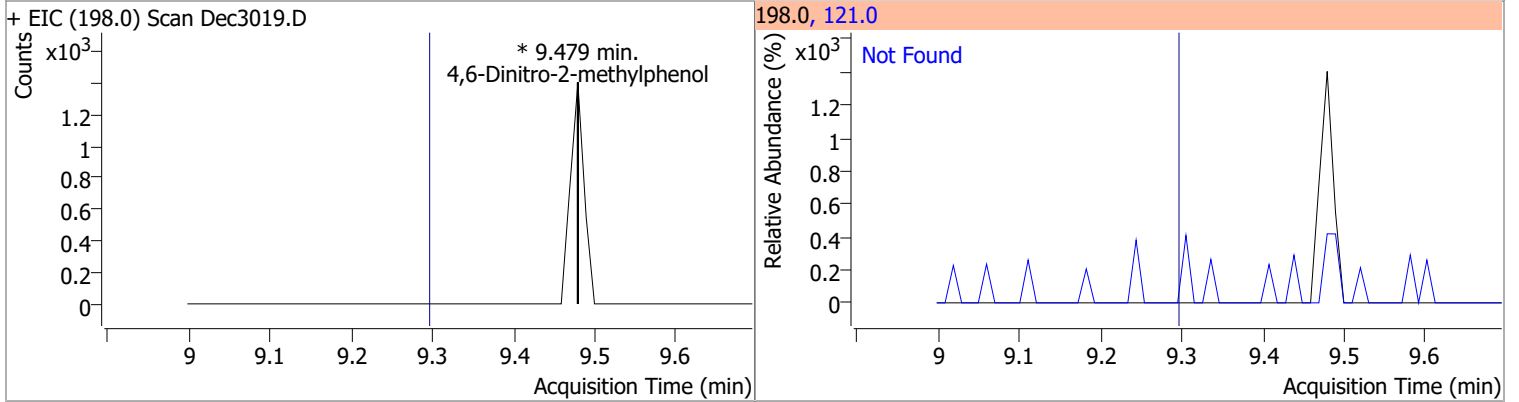 + EIC (198.0) Scan Dec3019.D
Counts
x10³
* 9.479 min.
4,6-Dinitro-2-methylphenol
1.2
1
0.8
0.6
0.4
0.2
0
9 9.1 9.2 9.3 9.4 9.5 9.6
Acquisition Time (min)
198.0, 121.0
Relative Abundance (%)
x10³
Not Found
1.2
1
0.8
0.6
0.4
0.2
0
9 9.1 9.2 9.3 9.4 9.5 9.6
Acquisition Time (min)